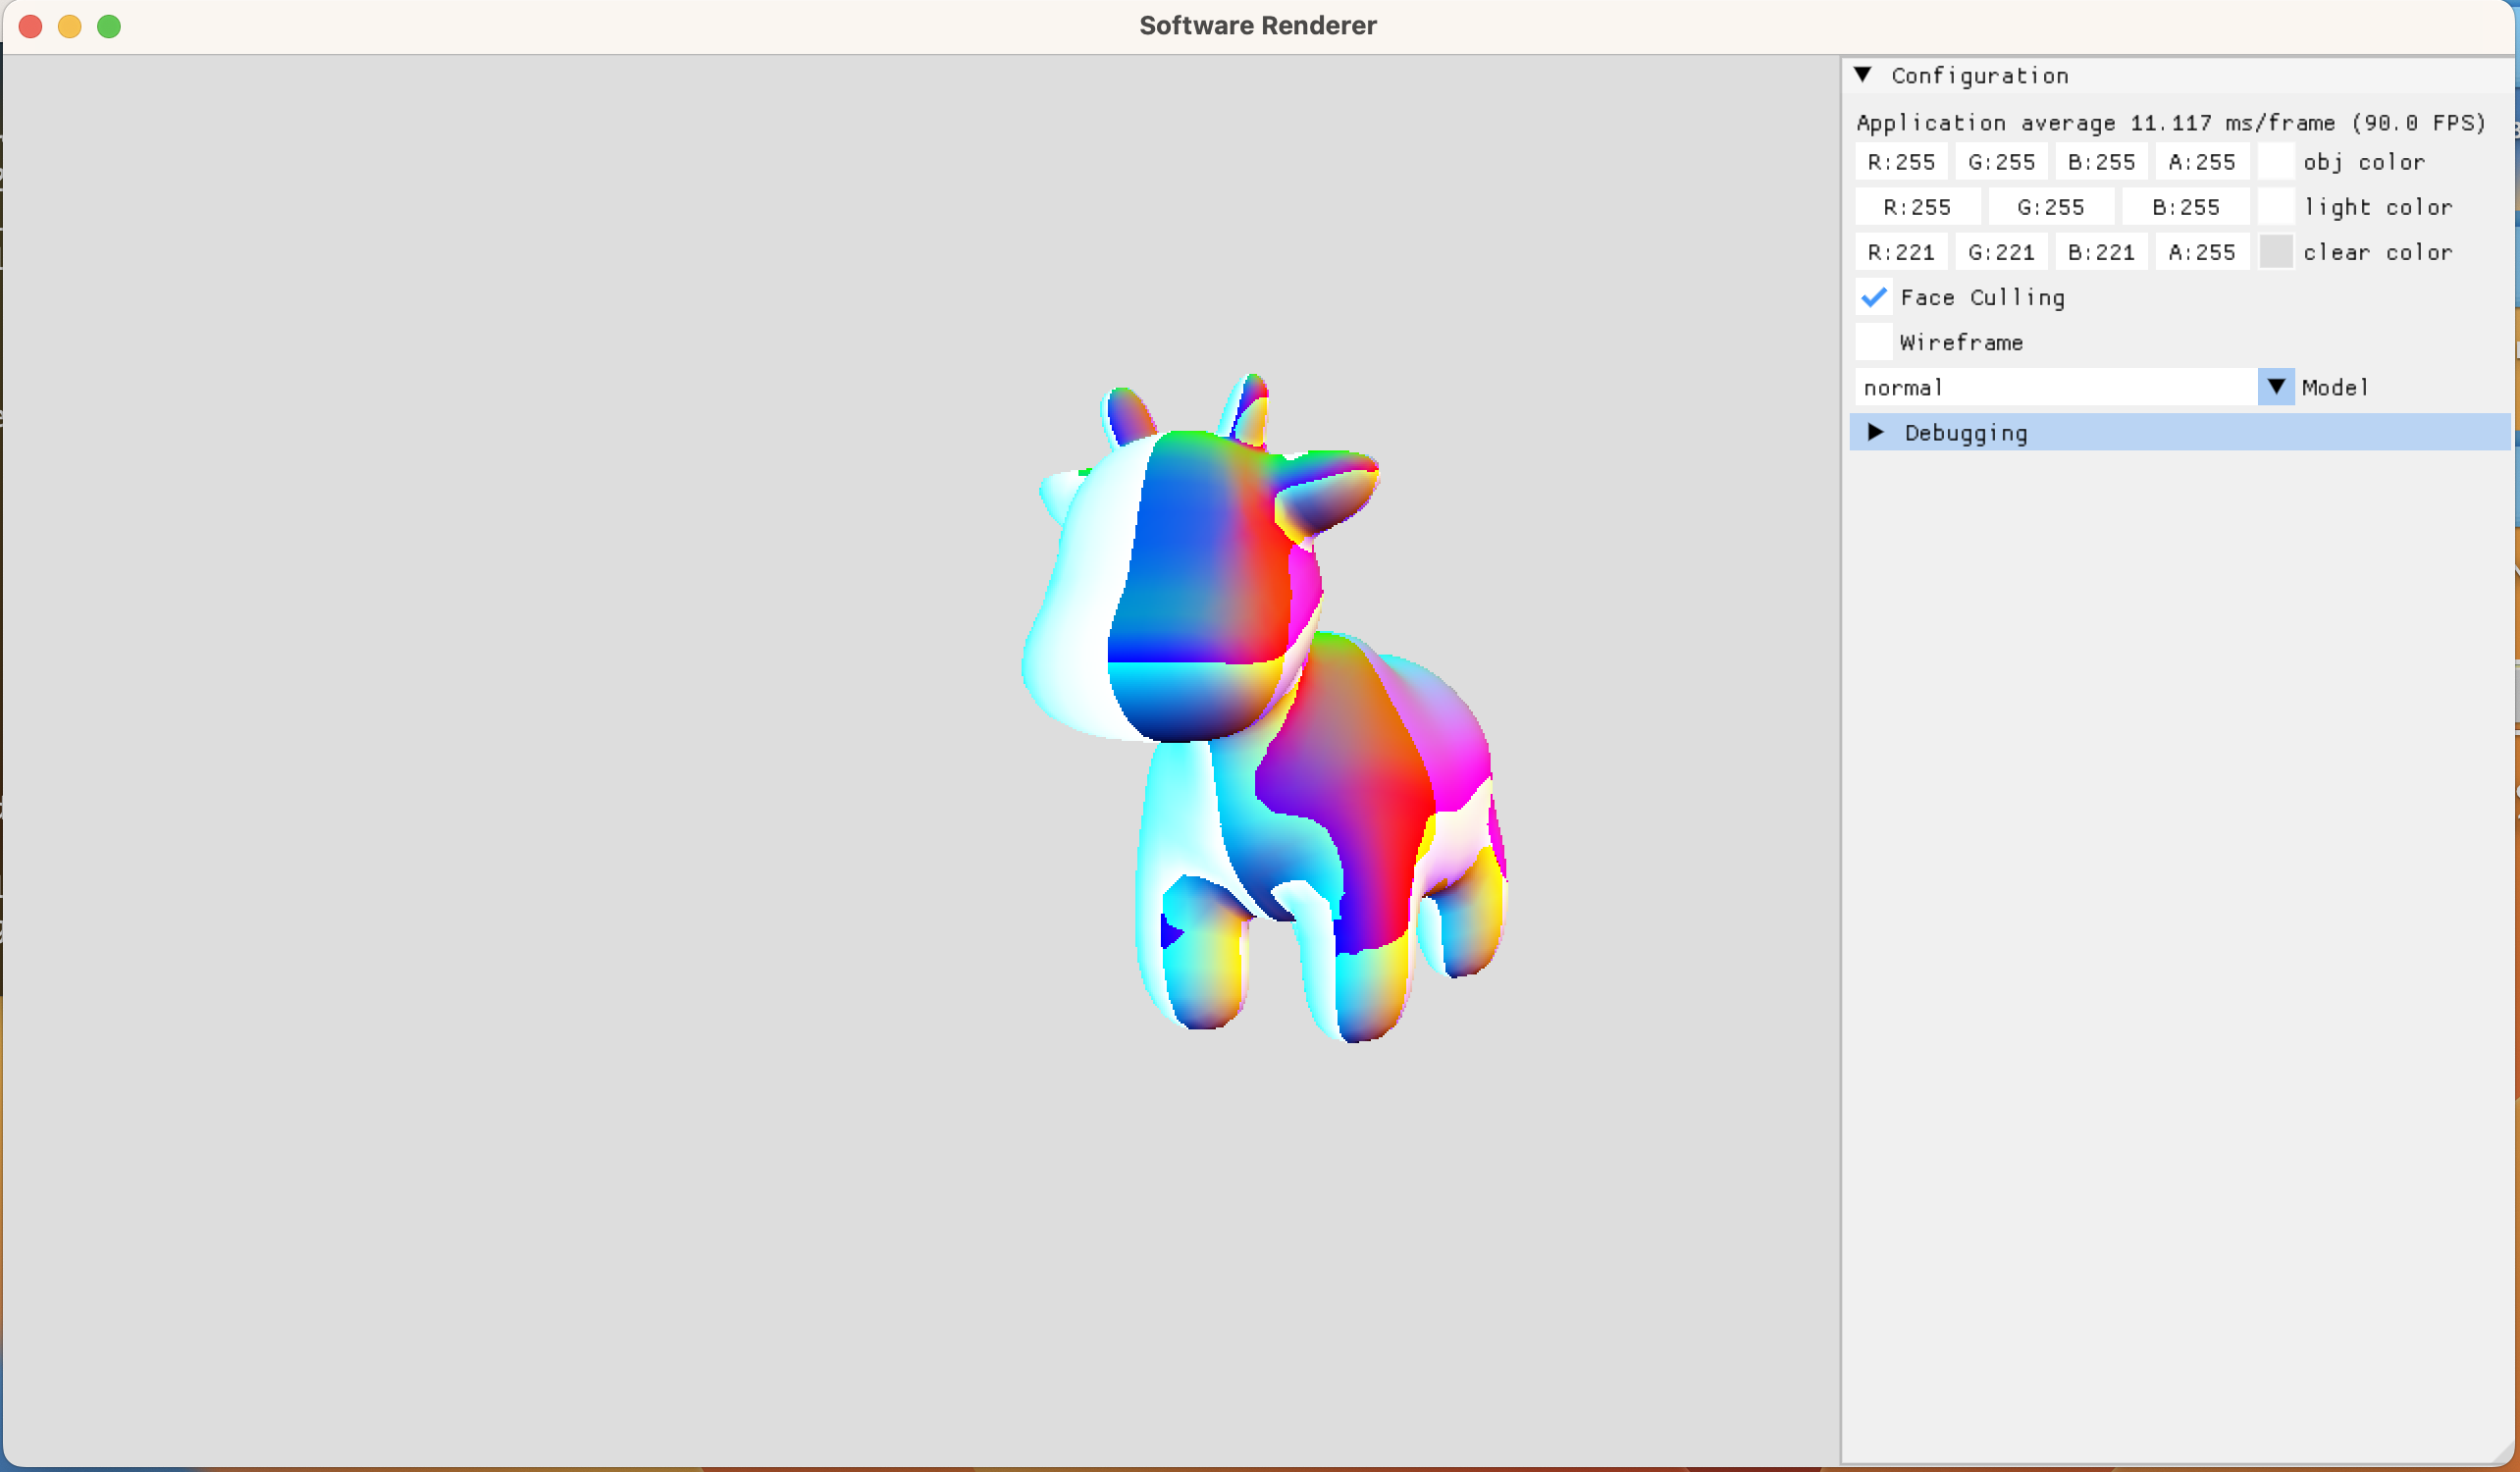 Software Renderer
Configuration
Application average 11.117 ms/frame (90.0 FPS)
R:255 G:255 B:255 A:255 obj color
R:255 G:255 B:255 light color
R:221 G:221 B:221 A:255 clear color
Face Culling
Wireframe
normal Model
Debugging